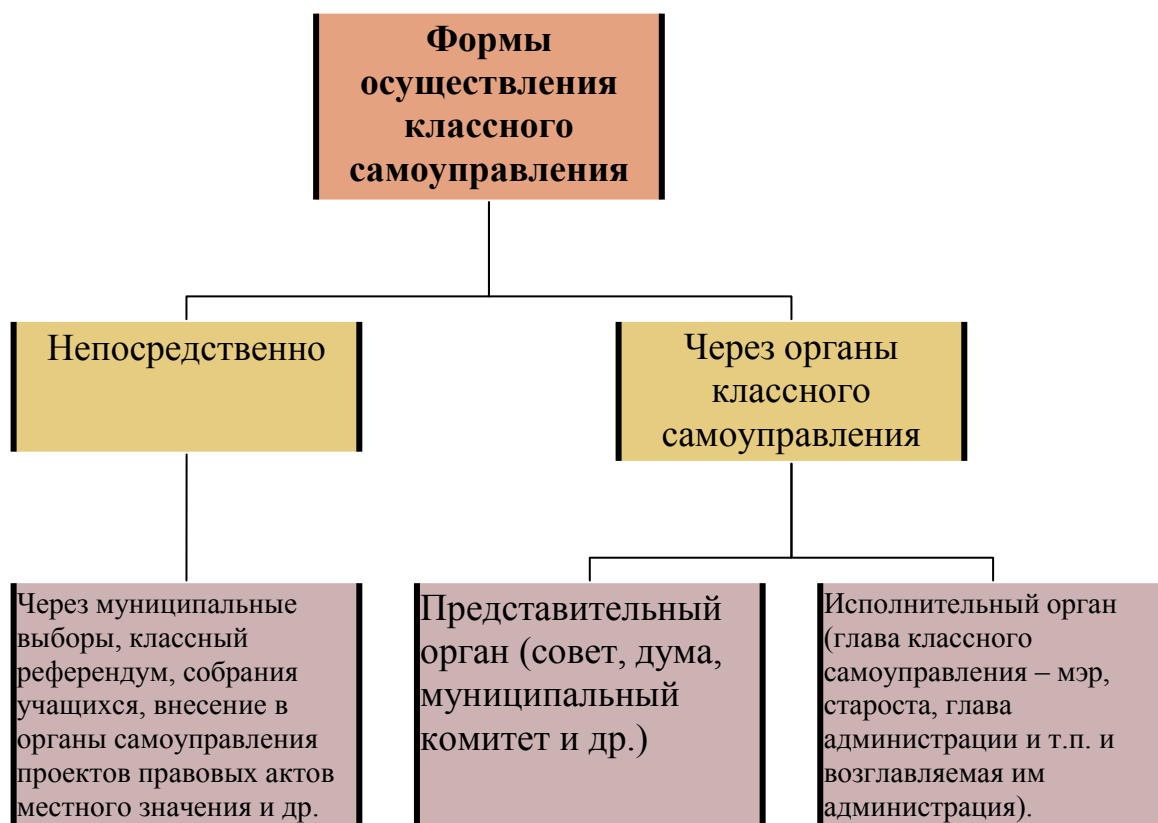 Формы
осуществления
классного
самоуправления
Непосредственно
Через органы
классного
самоуправления
Через муниципальные
выборы, классный
референдум, собрания
учащихся, внесение в
органы самоуправления
проектов правовых актов
местного значения и др.
Представительный
орган (совет, дума,
муниципальный
комитет и др.)
Исполнительный орган
(глава классного
самоуправления – мэр,
староста, глава
администрации и т.п. и
возглавляемая им
администрация).